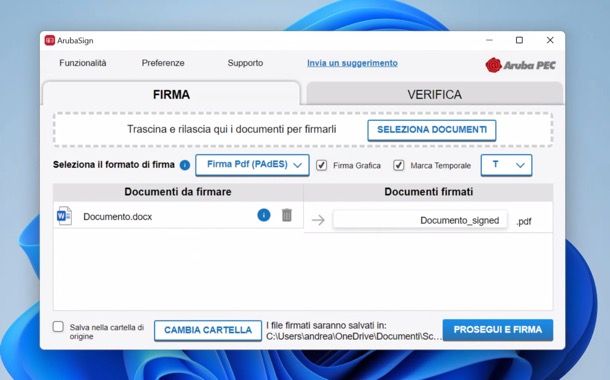 ArubaSign
Funzionalità Preferenze Supporto Invia un suggerimento Aruba PEC
FIRMA VERIFICA
Trascina e rilascia qui i documenti per firmarli SELEZIONA DOCUMENTI
Seleziona il formato di firma i Firma Pdf (PAdES) Firma Grafica Marca Temporale T
Documenti da firmare Documenti firmati
W Documento.docx i Documento_signed .pdf
Salva nella cartella di origine CAMBIA CARTELLA I file firmati saranno salvati in: C:\Users\andrea\OneDrive\Documenti\Sc... PROSEGUI E FIRMA